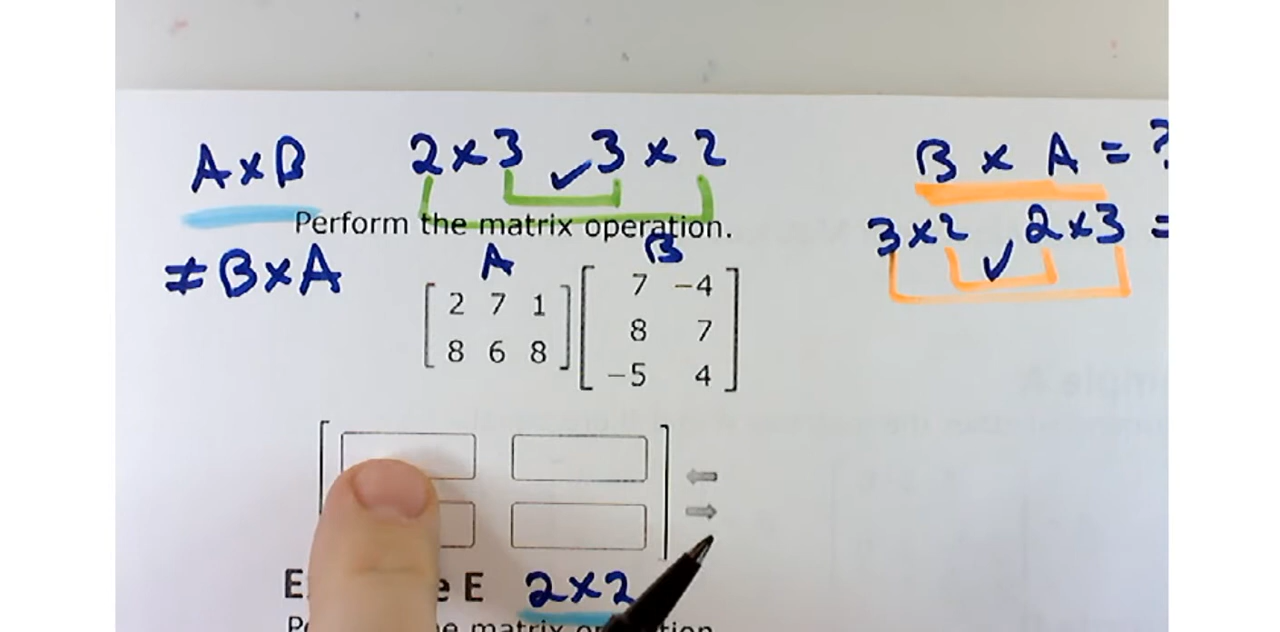 A × B 2 × 3 ✓ 3 × 2 B × A = ?
Perform the matrix operation. 3 × 2 ✓ 2 × 3 =
≠ B × A A B
[ 2 7 1 ] [ 7 -4 ]
[ 8 6 8 ] [ 8 7 ]
[ -5 4 ]
E 2 × 2
matrix